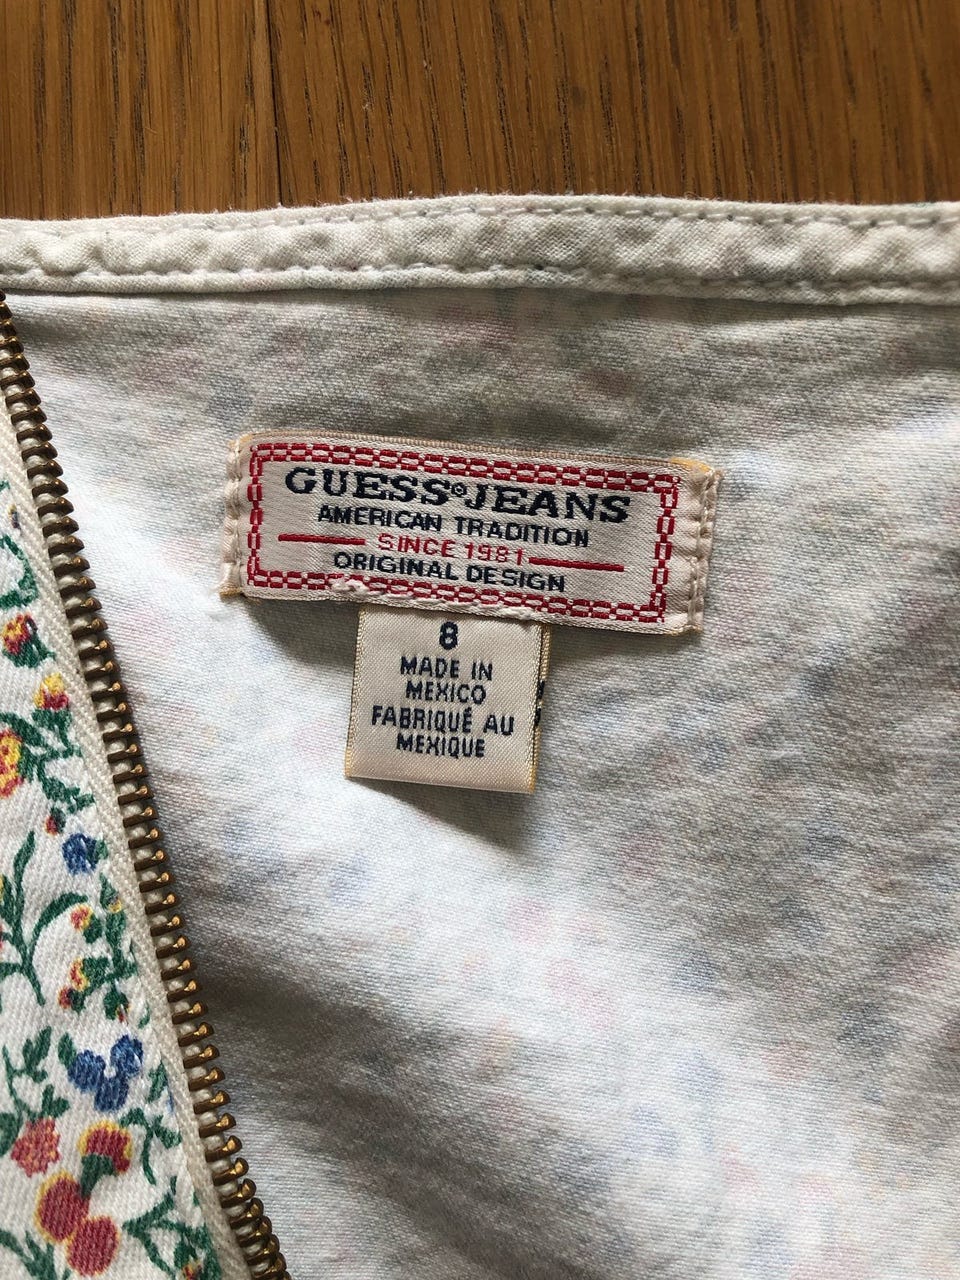 GUESS®JEANS
AMERICAN TRADITION
SINCE 1981
ORIGINAL DESIGN
8
MADE IN
MEXICO
FABRIQUÉ AU
MEXIQUE